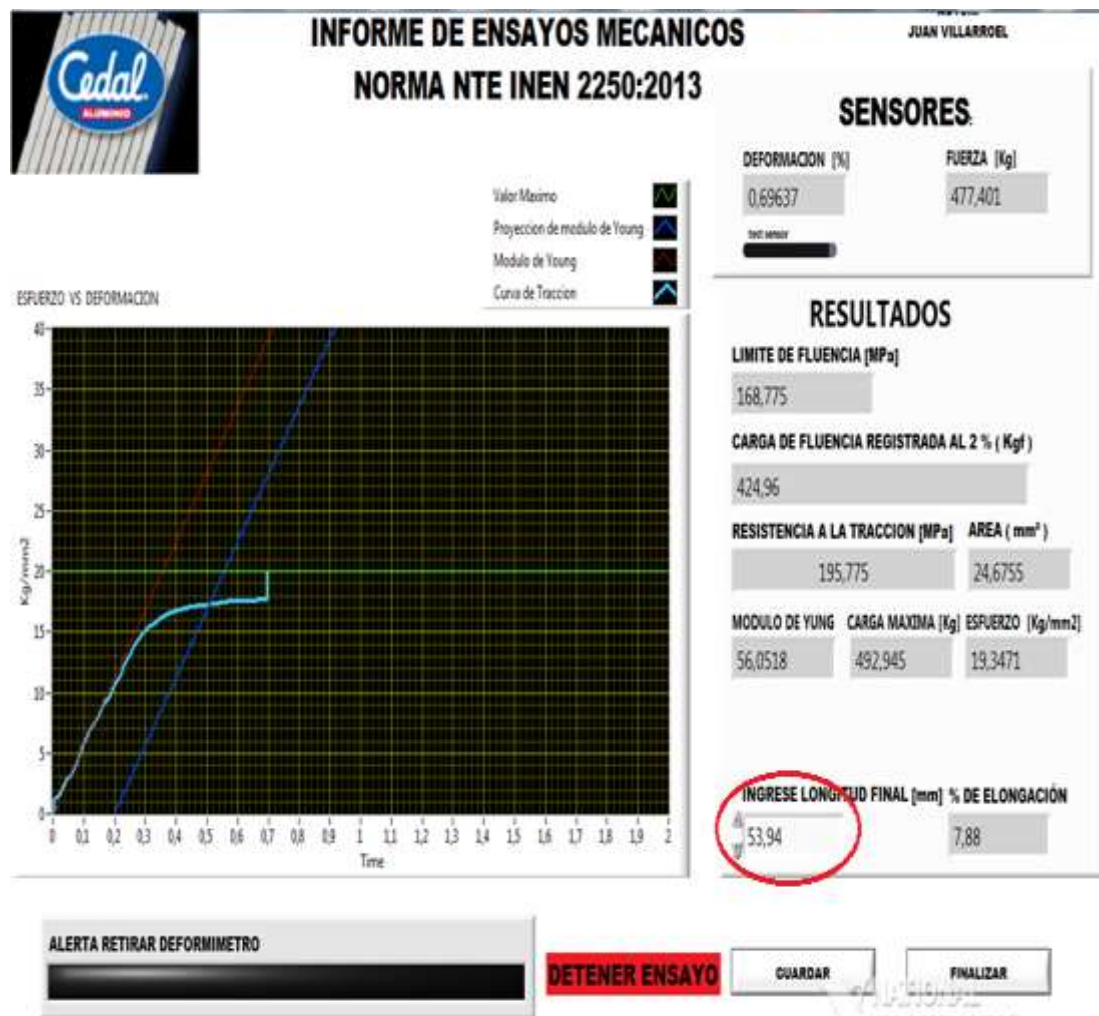 INFORME DE ENSAYOS MECANICOS
JUAN VILLARROEL
NORMA NTE INEN 2250:2013
Cedal
ALUMINIO
SENSORES:
DEFORMACION [%] FUERZA [Kg]
0,69637 477,401
test sensor
Valor Maximo
Proyeccion de modulo de Young
Modulo de Young
Curva de Traccion
ESFUERZO VS DEFORMACION
40
35
30
25
20
15
10
5
0
Kg/mm2
0 0,1 0,2 0,3 0,4 0,5 0,6 0,7 0,8 0,9 1 1,1 1,2 1,3 1,4 1,5 1,6 1,7 1,8 1,9 2
Time
RESULTADOS
LIMITE DE FLUENCIA [MPa]
168,775
CARGA DE FLUENCIA REGISTRADA AL 2 % ( Kgf )
424,96
RESISTENCIA A LA TRACCION [MPa] AREA ( mm² )
195,775 24,6755
MODULO DE YUNG CARGA MAXIMA [Kg] ESFUERZO [Kg/mm2]
56,0518 492,945 19,3471
INGRESE LONGITUD FINAL [mm] % DE ELONGACIÓN
53,94 7,88
ALERTA RETIRAR DEFORMIMETRO
DETENER ENSAYO GUARDAR FINALIZAR
NATIONAL